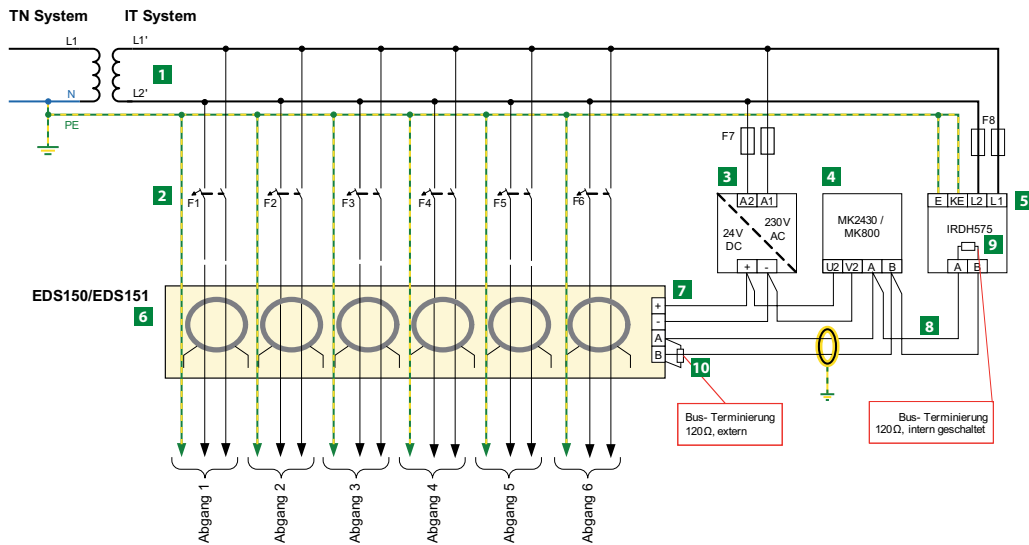 TN System
IT System
L1
L1'
1
N
L2'
PE
F7
F8
2
F1
F2
F3
F4
F5
F6
3
4
5
A2
A1
E
KE
L2
L1
24V
DC
230V
AC
MK2430 /
MK800
IRDH575
9
+
-
U2
V2
A
B
A
B
EDS150/EDS151
6
7
+
-
A
B
8
10
Bus- Terminierung
120Ω, extern
Bus- Terminierung
120Ω, intern geschaltet
Abgang 1
Abgang 2
Abgang 3
Abgang 4
Abgang 5
Abgang 6